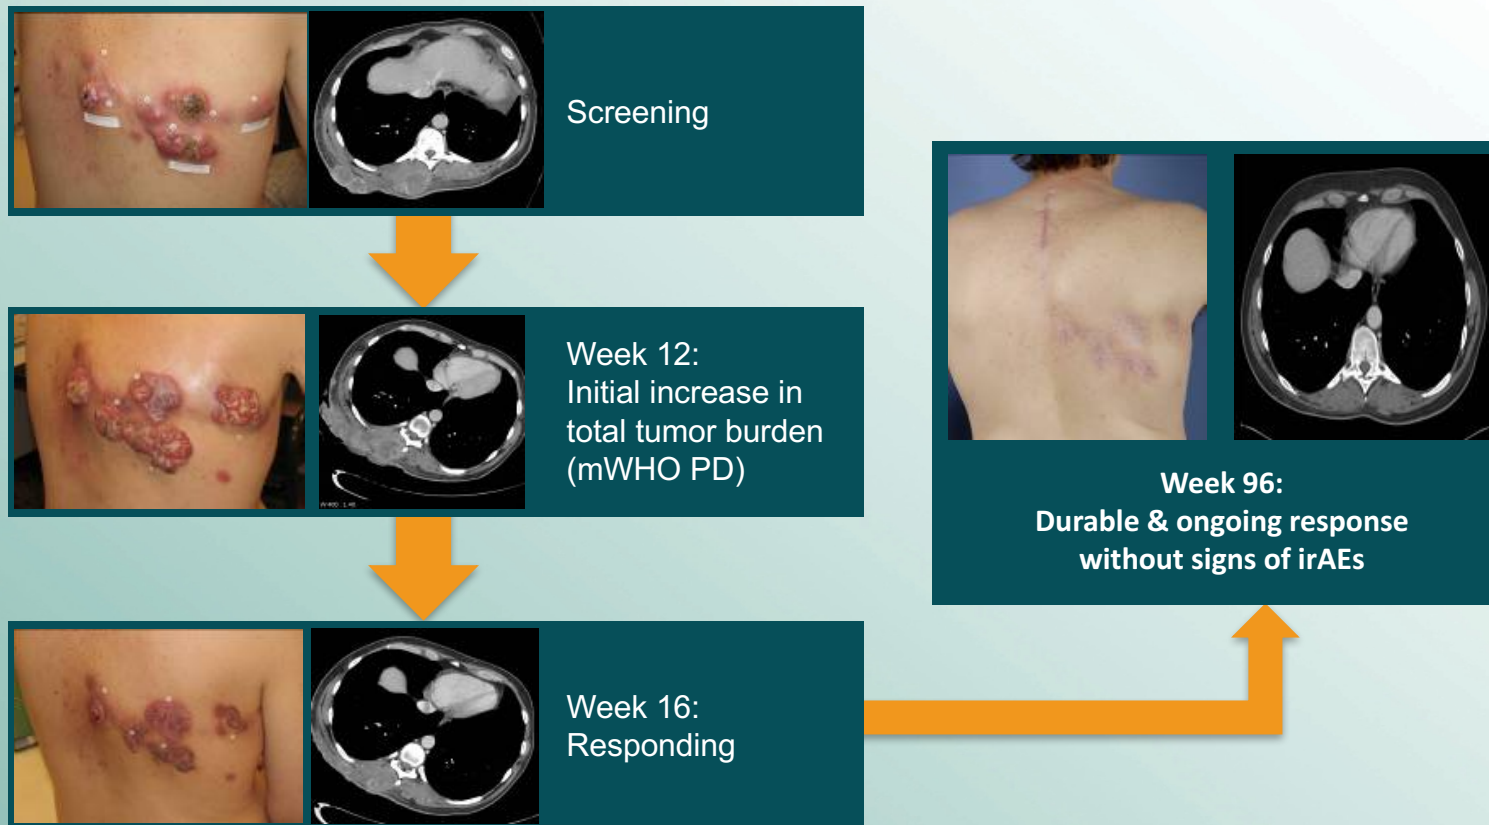 Screening
Week 12:
Initial increase in
total tumor burden
(mWHO PD)
Week 16:
Responding
Week 96:
Durable & ongoing response
without signs of irAEs